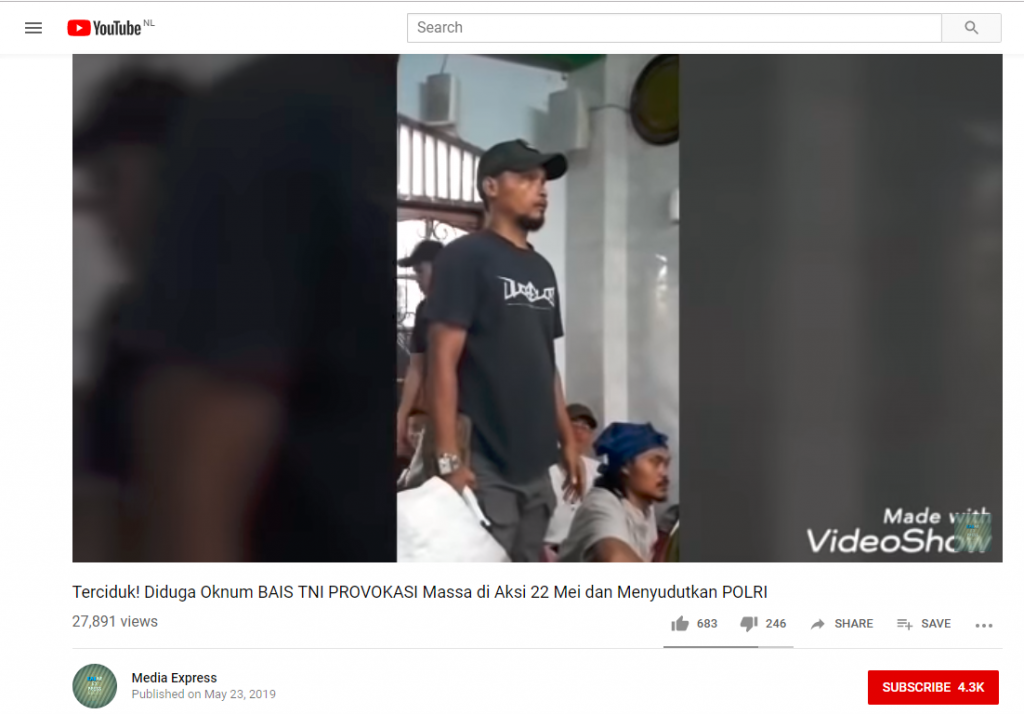 YouTube NL
Search
Made with
VideoShow
Terciduk! Diduga Oknum BAIS TNI PROVOKASI Massa di Aksi 22 Mei dan Menyudutkan POLRI
27,891 views
683
246
SHARE
SAVE
Media Express
Published on May 23, 2019
SUBSCRIBE 4.3K